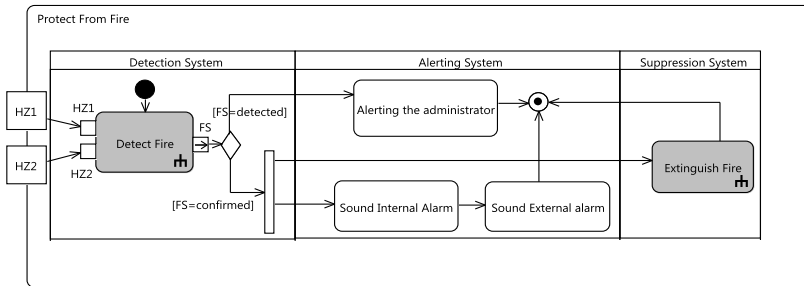 Protect From Fire
Detection System
Alerting System
Suppression System
HZ1
HZ1
[FS=detected]
Alerting the administrator
FS
Detect Fire
HZ2
HZ2
Extinguish Fire
[FS=confirmed]
Sound Internal Alarm
Sound External alarm